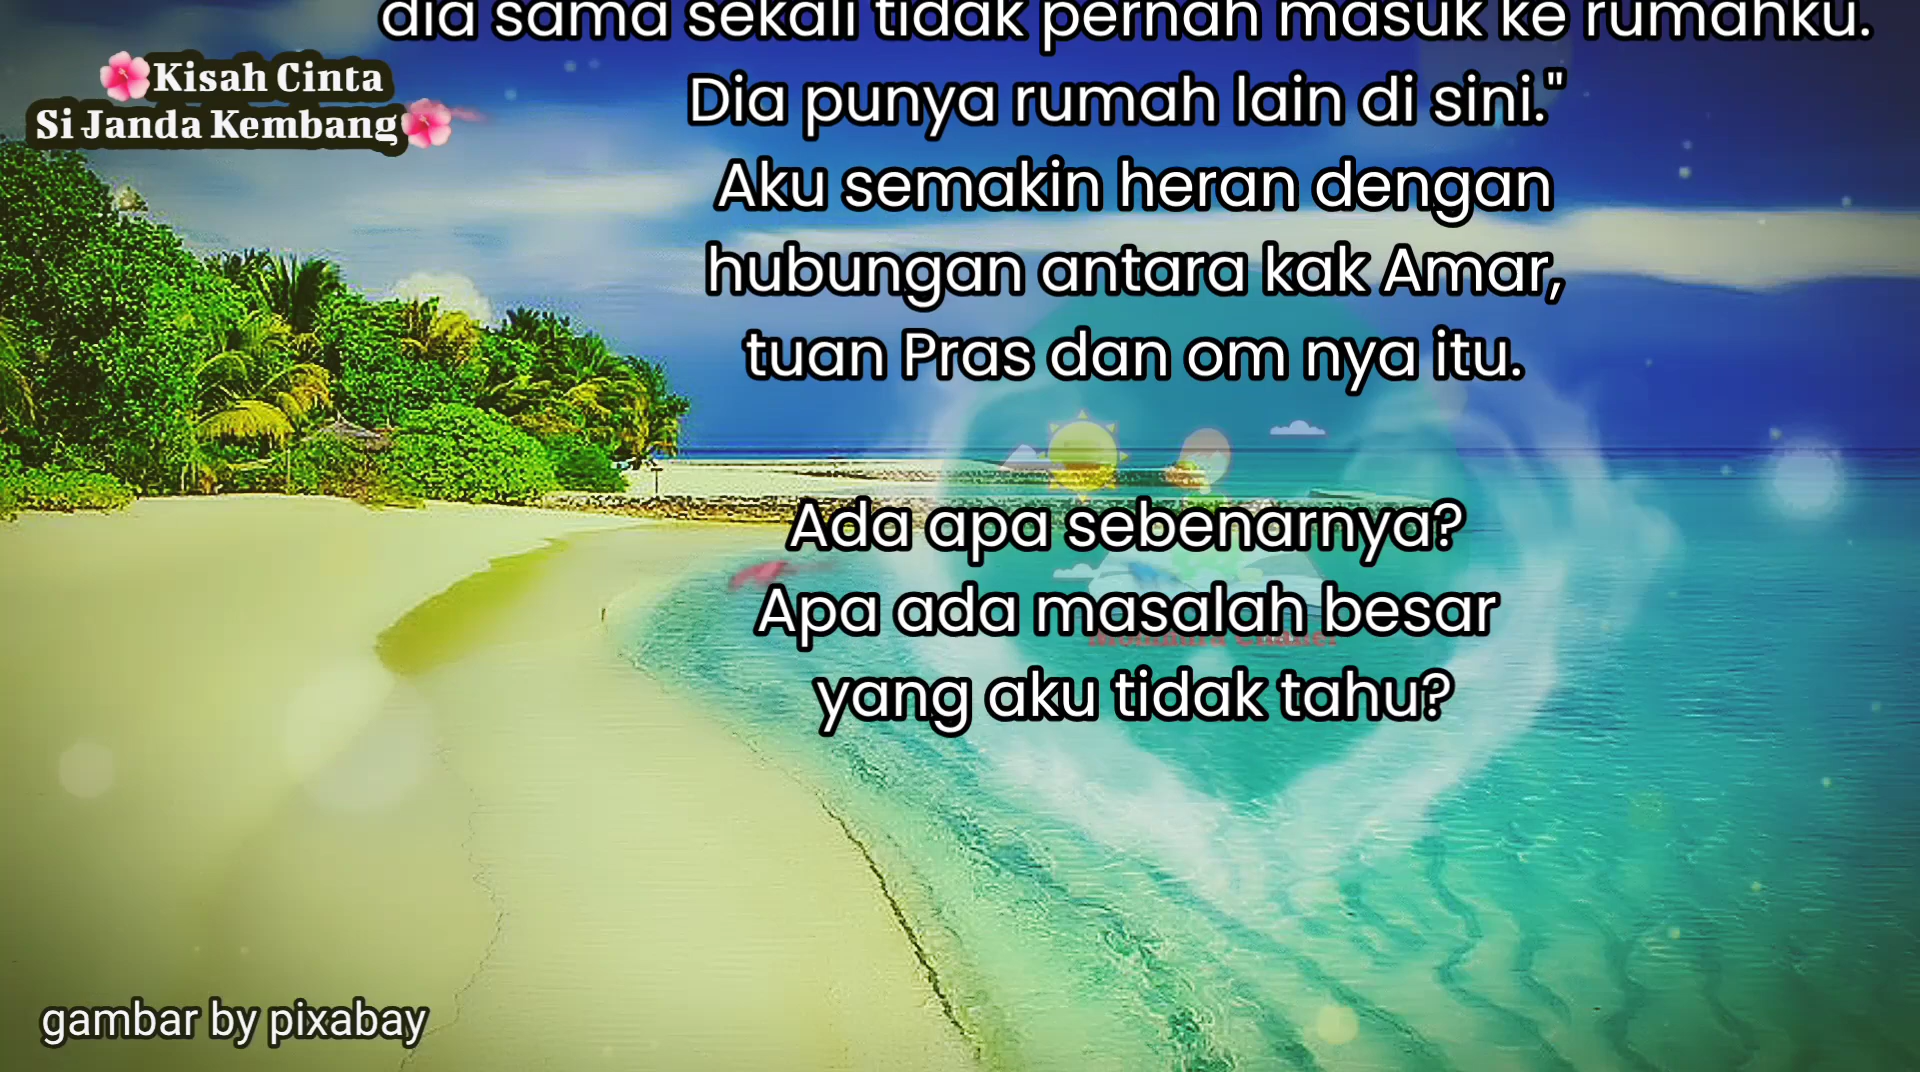 dia sama sekali tidak pernah masuk ke rumahku.
🌺Kisah Cinta
Si Janda Kembang🌺
Dia punya rumah lain di sini."
Aku semakin heran dengan
hubungan antara kak Amar,
tuan Pras dan om nya itu.
Ada apa sebenarnya?
Apa ada masalah besar
yang aku tidak tahu?
gambar by pixabay